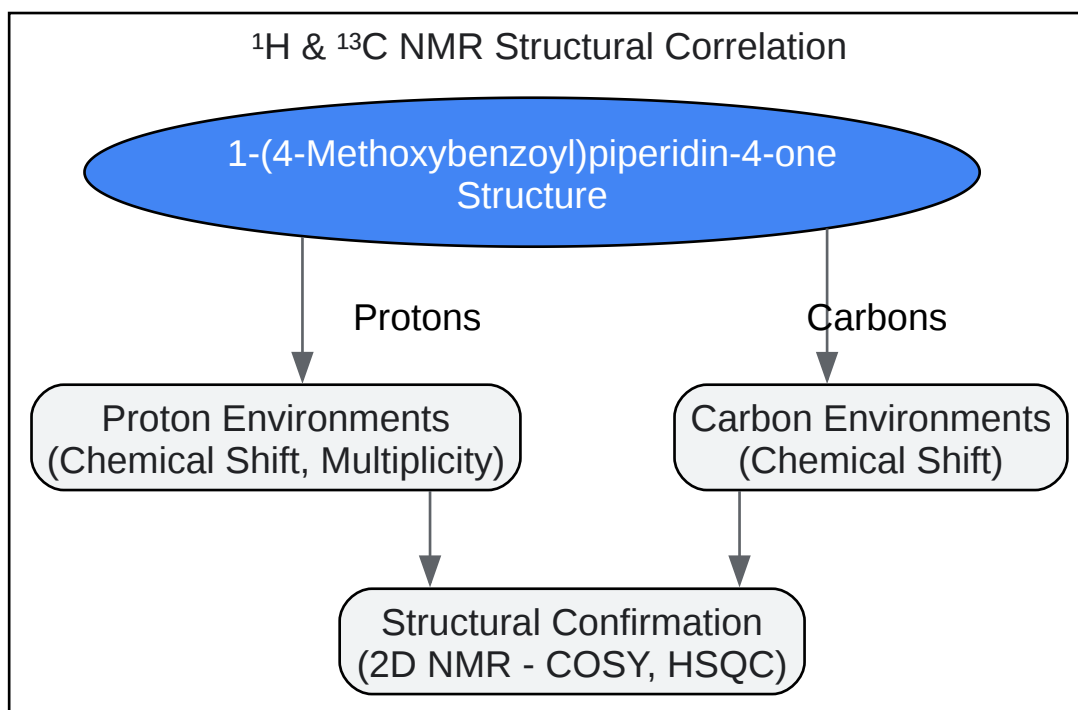 ¹H & ¹³C NMR Structural Correlation
1-(4-Methoxybenzoyl)piperidin-4-one
Structure
Protons
Carbons
Proton Environments
(Chemical Shift, Multiplicity)
Carbon Environments
(Chemical Shift)
Structural Confirmation
(2D NMR - COSY, HSQC)